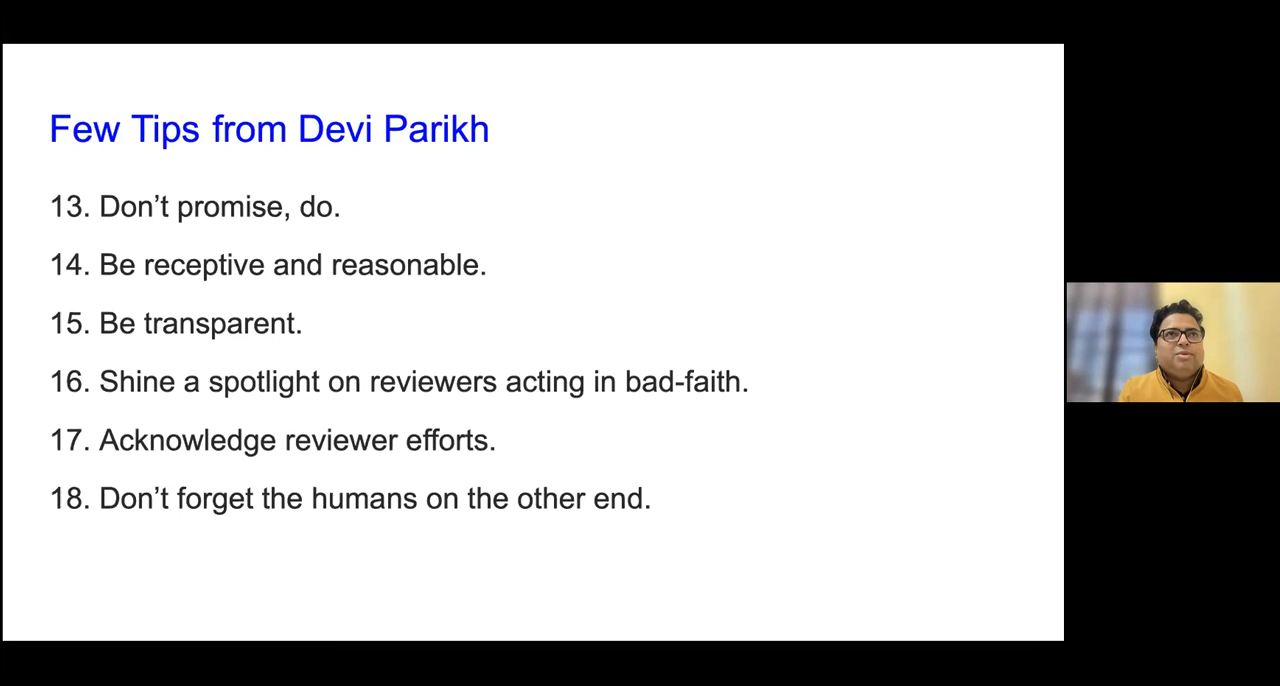 Few Tips from Devi Parikh
13. Don’t promise, do.
14. Be receptive and reasonable.
15. Be transparent.
16. Shine a spotlight on reviewers acting in bad-faith.
17. Acknowledge reviewer efforts.
18. Don’t forget the humans on the other end.